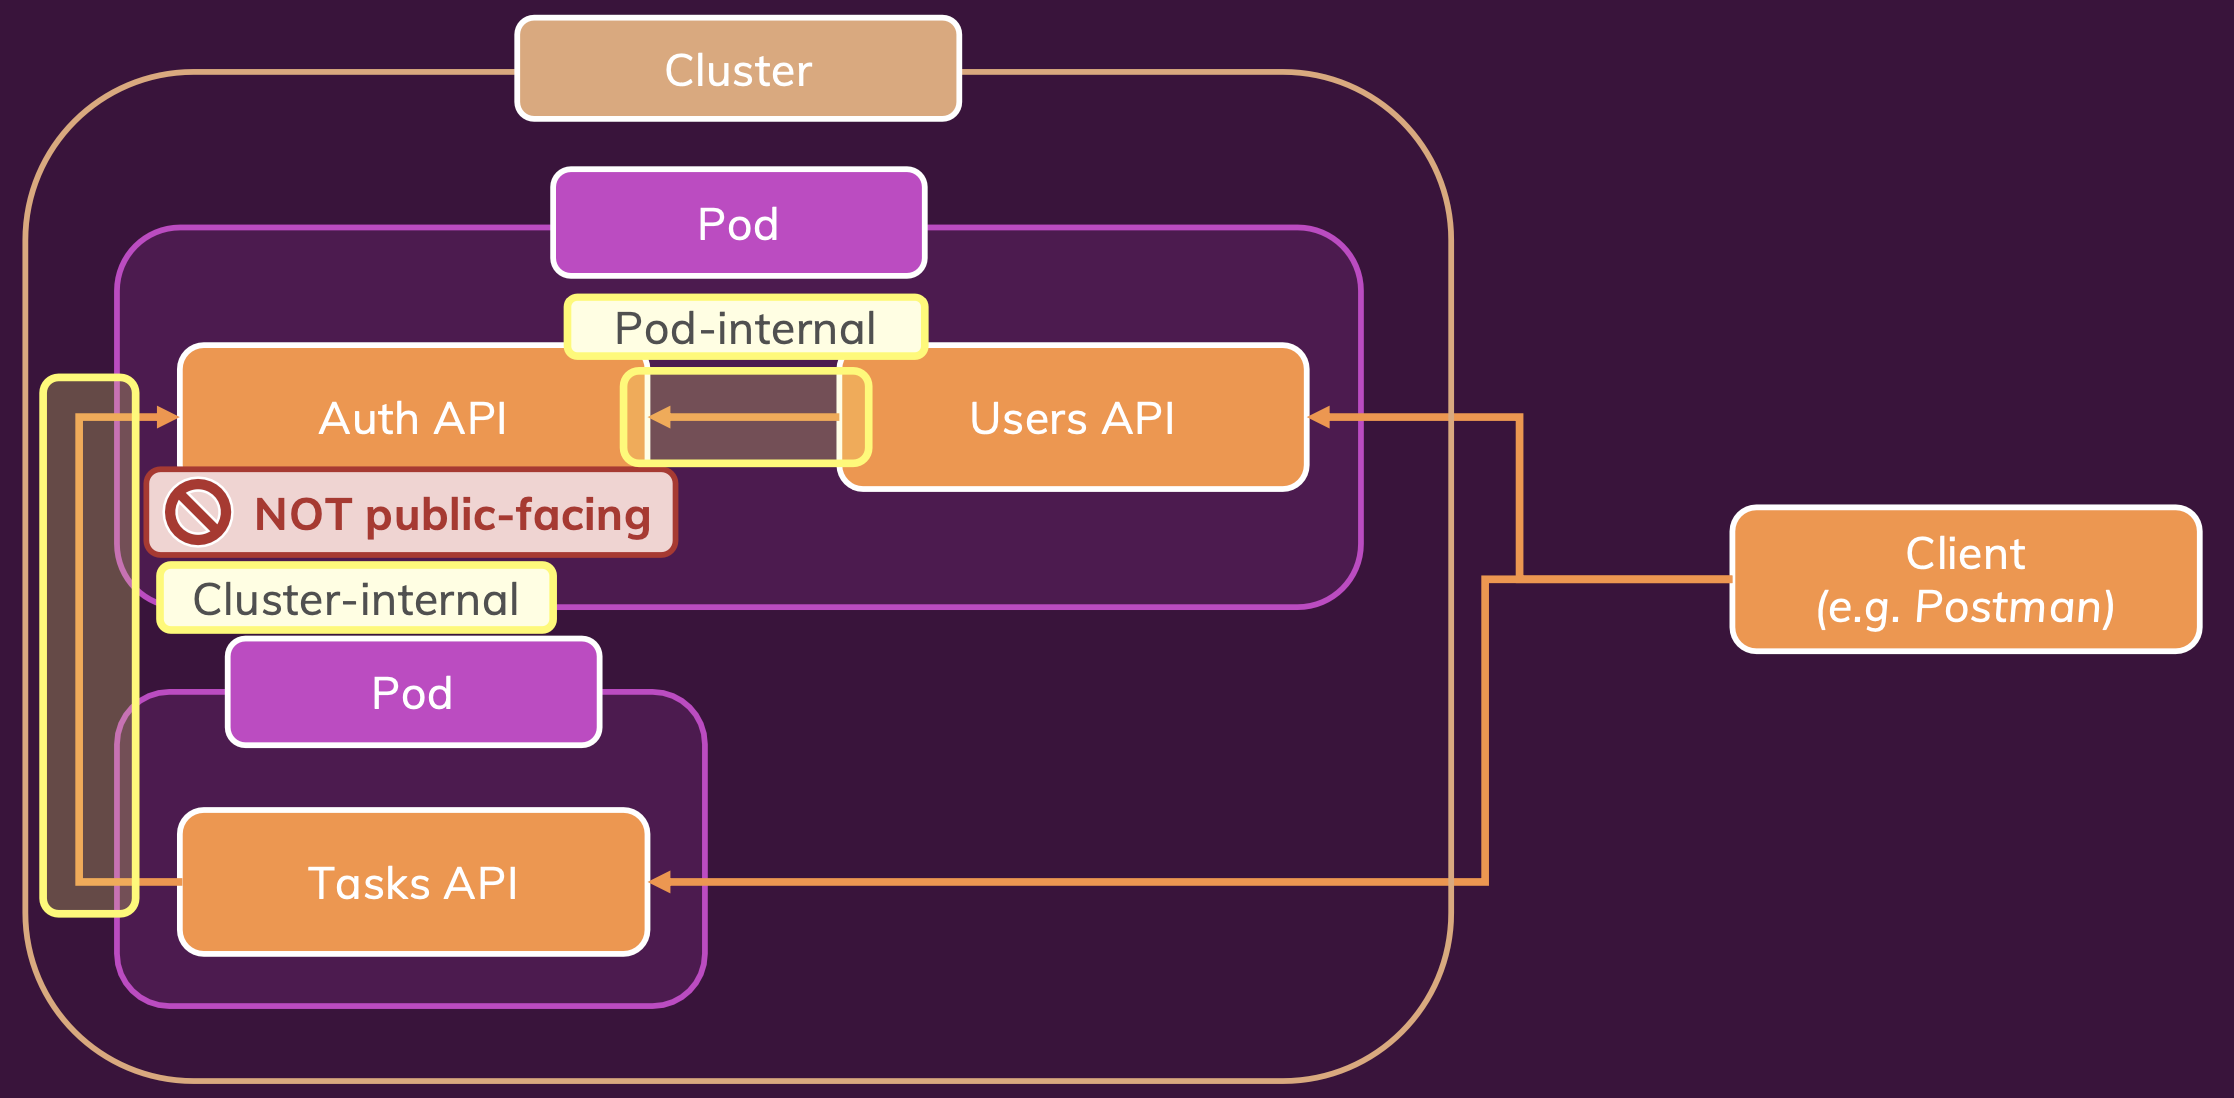 Cluster
Pod
Pod-internal
Auth API
Users API
NOT public-facing
Cluster-internal
Client
(e.g. Postman)
Pod
Tasks API